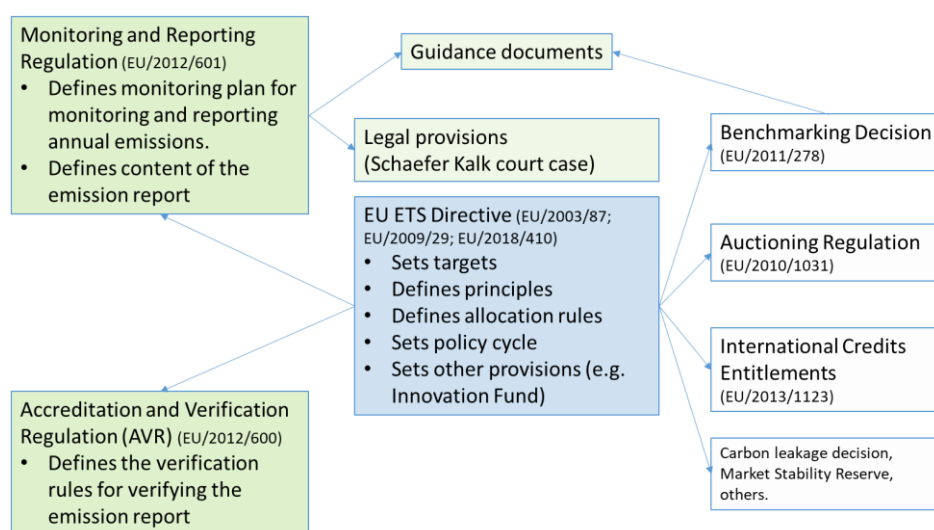 Monitoring and Reporting
Regulation (EU/2012/601)
• Defines monitoring plan for
monitoring and reporting
annual emissions.
• Defines content of the
emission report
Guidance documents
Legal provisions
(Schaefer Kalk court case)
EU ETS Directive (EU/2003/87;
EU/2009/29; EU/2018/410)
• Sets targets
• Defines principles
• Defines allocation rules
• Sets policy cycle
• Sets other provisions (e.g.
Innovation Fund)
Accreditation and Verification
Regulation (AVR) (EU/2012/600)
• Defines the verification
rules for verifying the
emission report
Benchmarking Decision
(EU/2011/278)
Auctioning Regulation
(EU/2010/1031)
International Credits
Entitlements
(EU/2013/1123)
Carbon leakage decision,
Market Stability Reserve,
others.